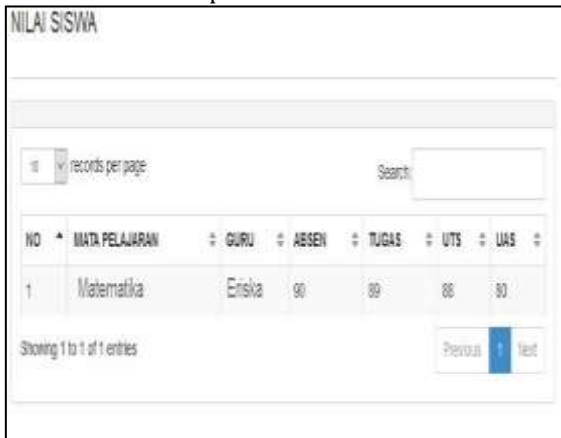 NILAI SISWA
10 records per page Search:
NO MATA PELAJARAN GURU ABSEN TUGAS UTS UAS
1 Matematika Eriska 90 89 88 80
Showing 1 to 1 of 1 entries Previous 1 Next